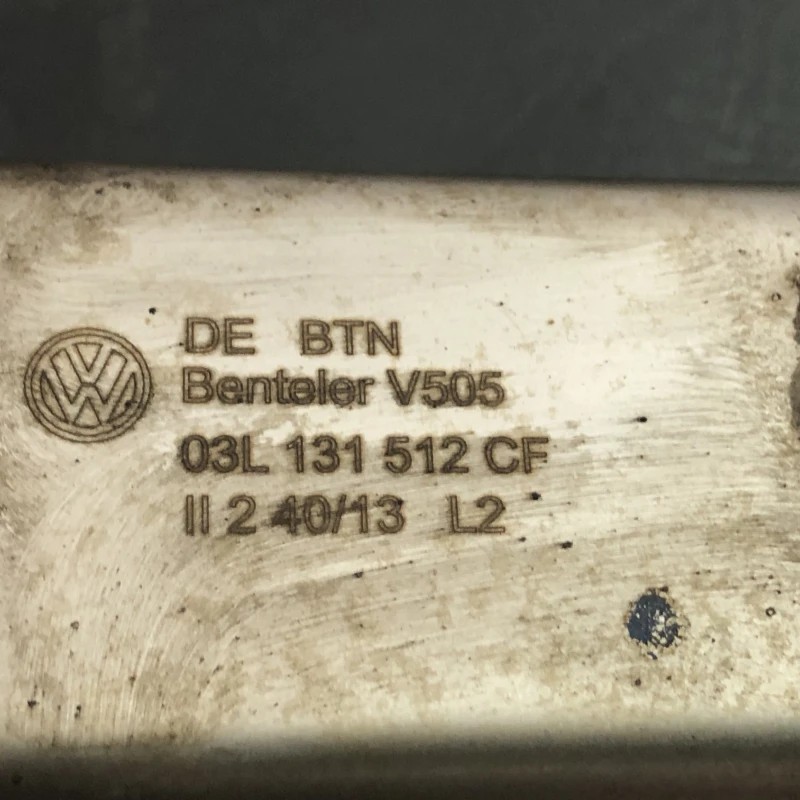 DE BTN
Benteler V505
03L 131 512 CF
II 2 40/13 L2